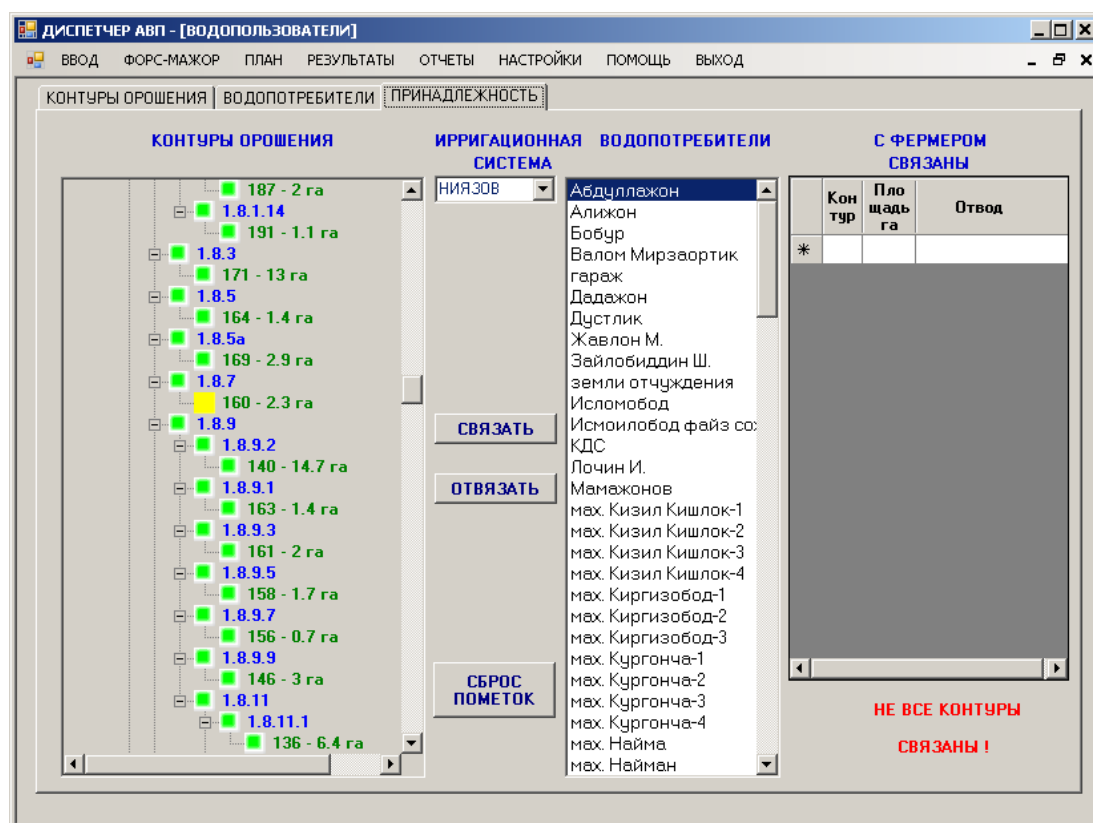 ДИСПЕТЧЕР АВП - [ВОДОПОЛЬЗОВАТЕЛИ]
ВВОД ФОРС-МАЖОР ПЛАН РЕЗУЛЬТАТЫ ОТЧЕТЫ НАСТРОЙКИ ПОМОЩЬ ВЫХОД
КОНТУРЫ ОРОШЕНИЯ ВОДОПОТРЕБИТЕЛИ ПРИНАДЛЕЖНОСТЬ
КОНТУРЫ ОРОШЕНИЯ
187 - 2 га
1.8.1.14
191 - 1.1 га
1.8.3
171 - 13 га
1.8.5
164 - 1.4 га
1.8.5а
169 - 2.9 га
1.8.7
160 - 2.3 га
1.8.9
1.8.9.2
140 - 14.7 га
1.8.9.1
163 - 1.4 га
1.8.9.3
161 - 2 га
1.8.9.5
158 - 1.7 га
1.8.9.7
156 - 0.7 га
1.8.9.9
146 - 3 га
1.8.11
1.8.11.1
136 - 6.4 га
ИРРИГАЦИОННАЯ
СИСТЕМА
НИЯЗОВ
СВЯЗАТЬ
ОТВЯЗАТЬ
СБРОС
ПОМЕТОК
ВОДОПОТРЕБИТЕЛИ
Абдуллажон
Алижон
Бобур
Валом Мирзаортик
гараж
Дадажон
Дустлик
Жавлон М.
Зайлобиддин Ш.
земли отчуждения
Исломобод
Исмоилобод файз сох
КДС
Лочин И.
Мамажонов
мах. Кизил Кишлок-1
мах. Кизил Кишлок-2
мах. Кизил Кишлок-3
мах. Кизил Кишлок-4
мах. Киргизобод-1
мах. Киргизобод-2
мах. Киргизобод-3
мах. Кургонча-1
мах. Кургонча-2
мах. Кургонча-3
мах. Кургонча-4
мах. Найма
мах. Найман
С ФЕРМЕРОМ
СВЯЗАНЫ
Кон
тур
Пло
щадь
га
Отвод
НЕ ВСЕ КОНТУРЫ
СВЯЗАНЫ !